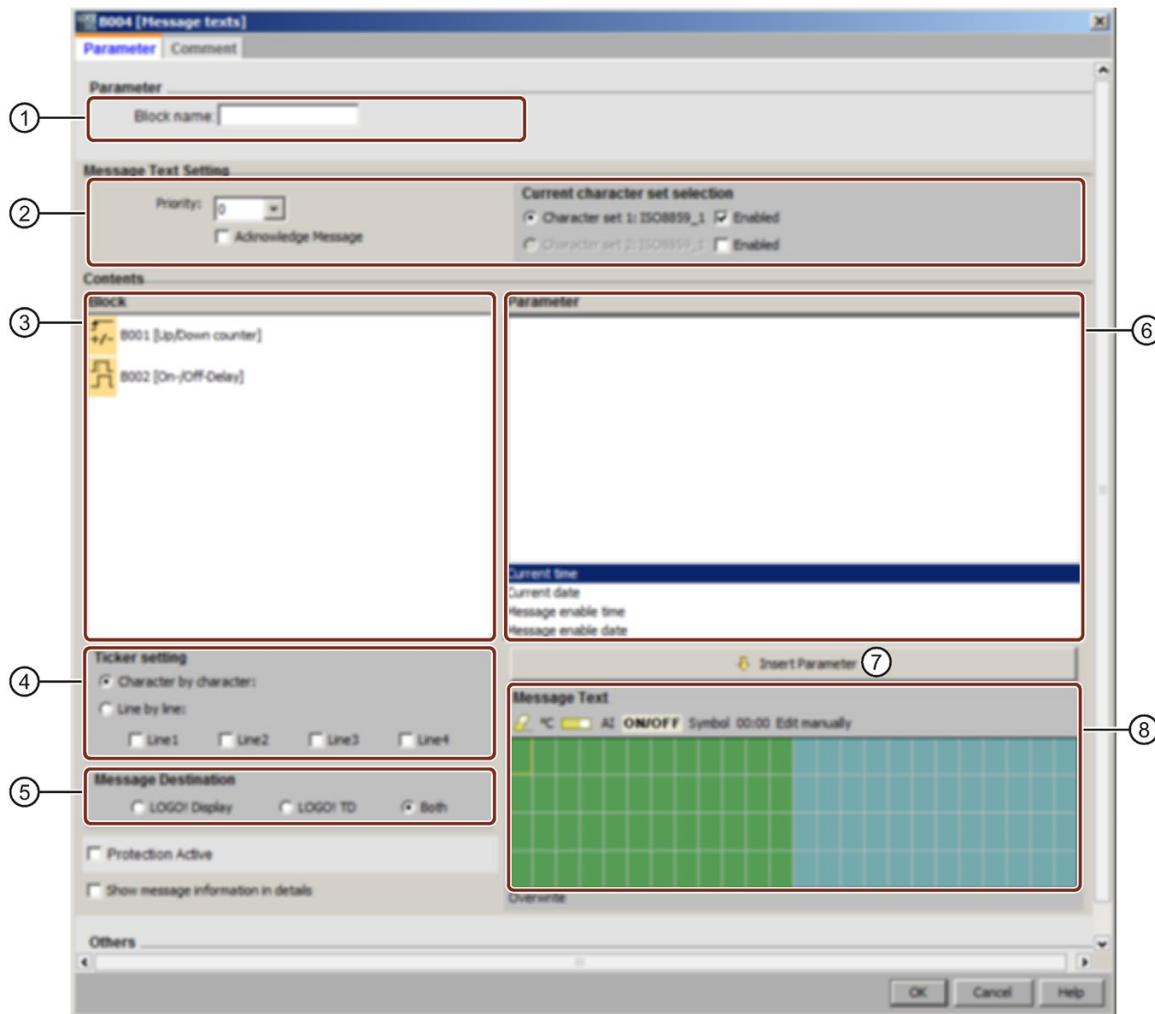 B004 [Message texts]
Parameter Comment
Parameter
① Block name:
Message Text Setting
② Priority: 0
Acknowledge Message
Current character set selection
Character set 1: ISO8859_1 Enabled
Character set 2: ISO8859_1 Enabled
Contents
③ Block
B001 [Up/Down counter]
B002 [On-/Off-Delay]
Parameter ⑥
Current time
Current date
Message enable time
Message enable date
④ Ticker setting
Character by character:
Line by line:
Line1 Line2 Line3 Line4
⑤ Message Destination
LOGO! Display LOGO! TD Both
Protection Active
Show message information in details
Insert Parameter ⑦
Message Text ⑧
°C AI ON/OFF Symbol 00:00 Edit manually
Overwrite
Others
OK Cancel Help